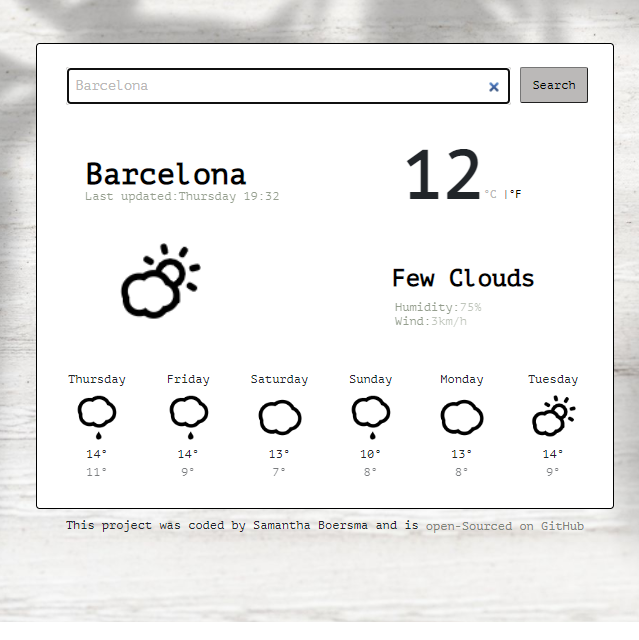 Barcelona
Search
Barcelona
Last updated:Thursday 19:32
12 °C |°F
Few Clouds
Humidity:75%
Wind:3km/h
Thursday Friday Saturday Sunday Monday Tuesday
14° 14° 13° 10° 13° 14°
11° 9° 7° 8° 8° 9°
This project was coded by Samantha Boersma and is open-Sourced on GitHub